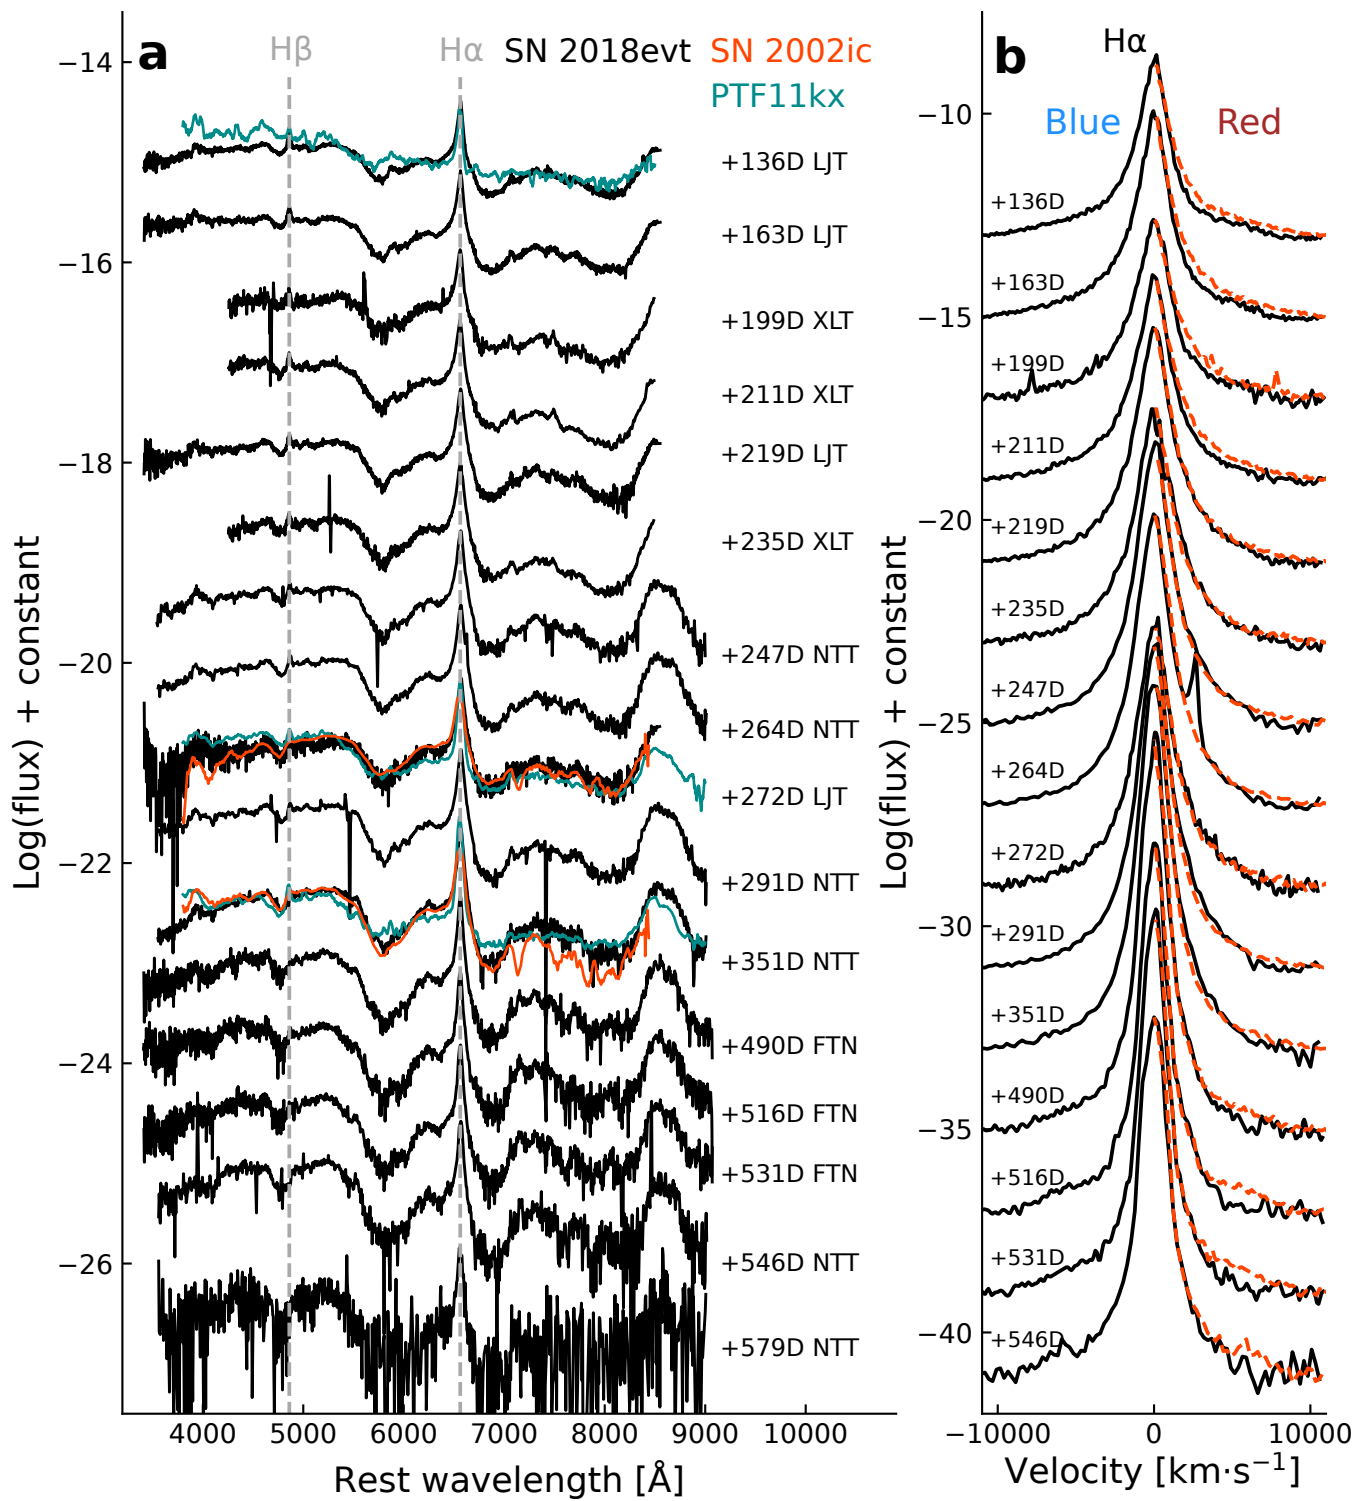 a
Hβ
Hα
SN 2018evt
SN 2002ic
PTF11kx
+136D LJT
+163D LJT
+199D XLT
+211D XLT
+219D LJT
+235D XLT
+247D NTT
+264D NTT
+272D LJT
+291D NTT
+351D NTT
+490D FTN
+516D FTN
+531D FTN
+546D NTT
+579D NTT
−14
−16
−18
−20
−22
−24
−26
Log(flux) + constant
4000 5000 6000 7000 8000 9000 10000
Rest wavelength [Å]
b
Hα
Blue
Red
+136D
+163D
+199D
+211D
+219D
+235D
+247D
+264D
+272D
+291D
+351D
+490D
+516D
+531D
+546D
−10
−15
−20
−25
−30
−35
−40
Log(flux) + constant
−10000 0 10000
Velocity [km·s⁻¹]